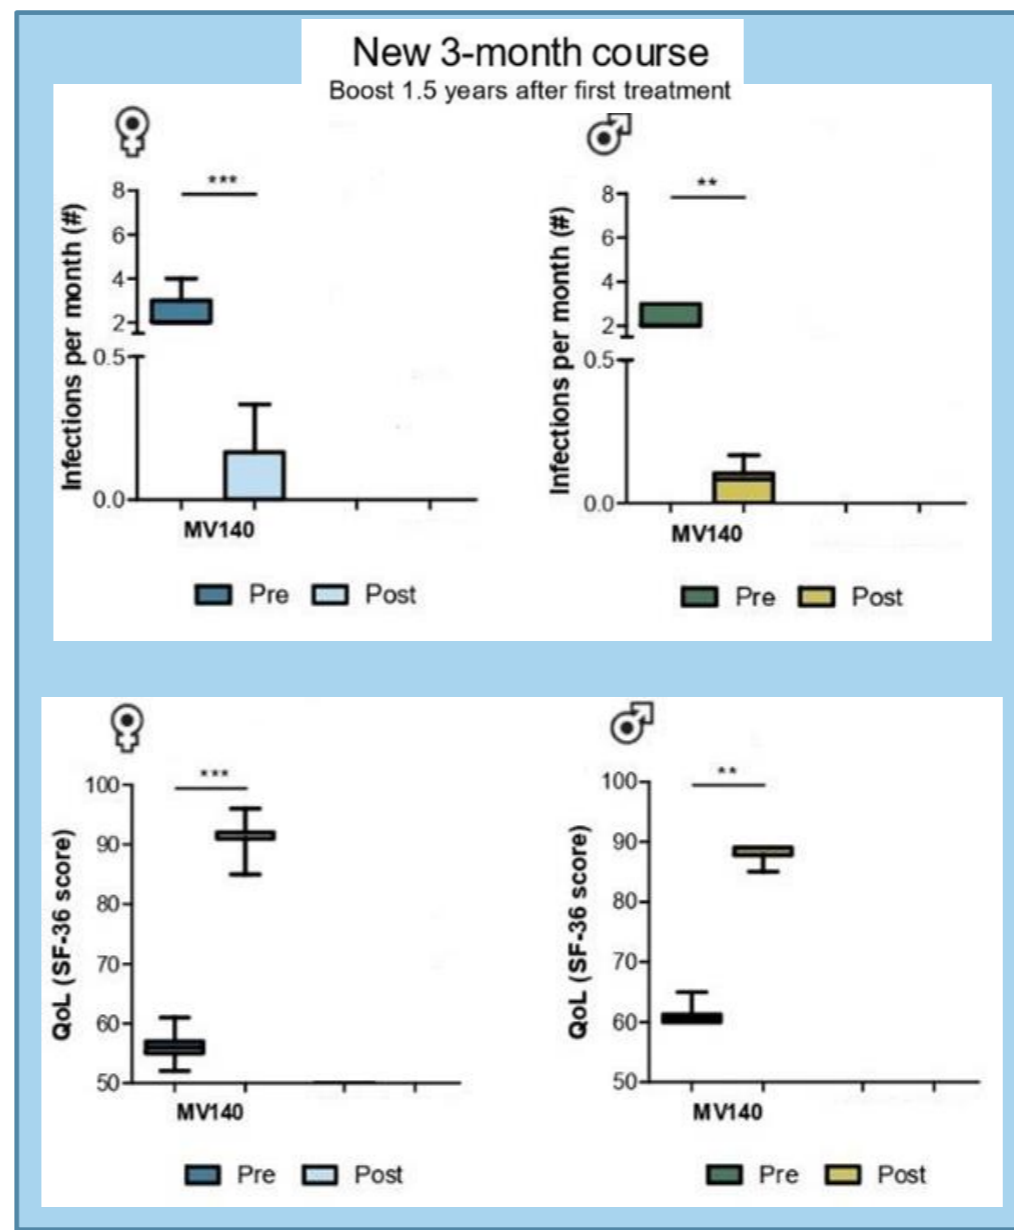 New 3-month course
Boost 1.5 years after first treatment
***
8
6
4
2
0.5
0.0
Infections per month (#)
MV140
Pre Post
**
8
6
4
2
0.5
0.0
Infections per month (#)
MV140
Pre Post
***
100
90
80
70
60
50
QoL (SF-36 score)
MV140
Pre Post
**
100
90
80
70
60
50
QoL (SF-36 score)
MV140
Pre Post